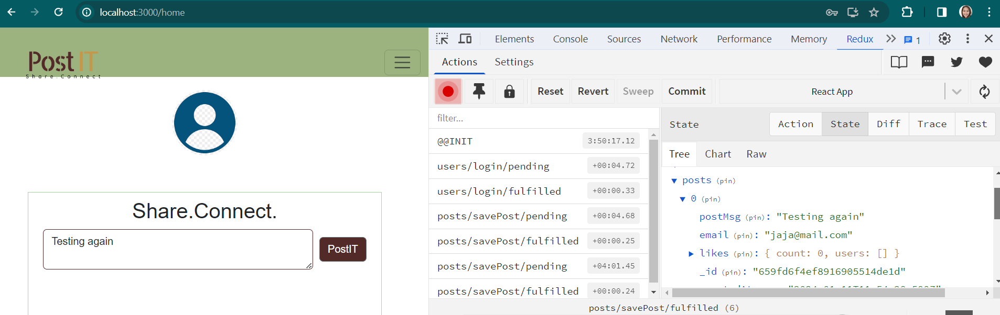 localhost:3000/home
Elements Console Sources Network Performance Memory Redux 1
PostIT
Share.Connect
Actions Settings
Reset Revert Sweep Commit React App
filter...
@@INIT 3:50:17.12
users/login/pending +00:04.72
users/login/fulfilled +00:00.33
posts/savePost/pending +00:04.68
posts/savePost/fulfilled +00:00.25
posts/savePost/pending +04:01.45
posts/savePost/fulfilled +00:00.24
State Action State Diff Trace Test
Tree Chart Raw
posts (pin)
0 (pin)
postMsg (pin): "Testing again"
email (pin): "jaja@mail.com"
likes (pin): { count: 0, users: [] }
_id (pin): "659fd6f4ef8916905514de1d"
posts/savePost/fulfilled (6)
Share.Connect.
Testing again
PostIT